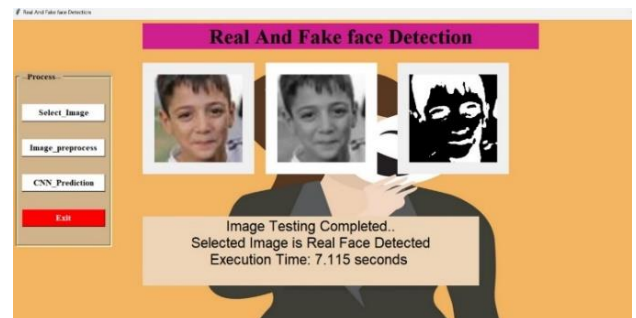 Real And Fake face Detection
Real And Fake face Detection
--Process--
Select_Image
Image_preprocess
CNN_Prediction
Exit
Image Testing Completed..
Selected Image is Real Face Detected
Execution Time: 7.115 seconds